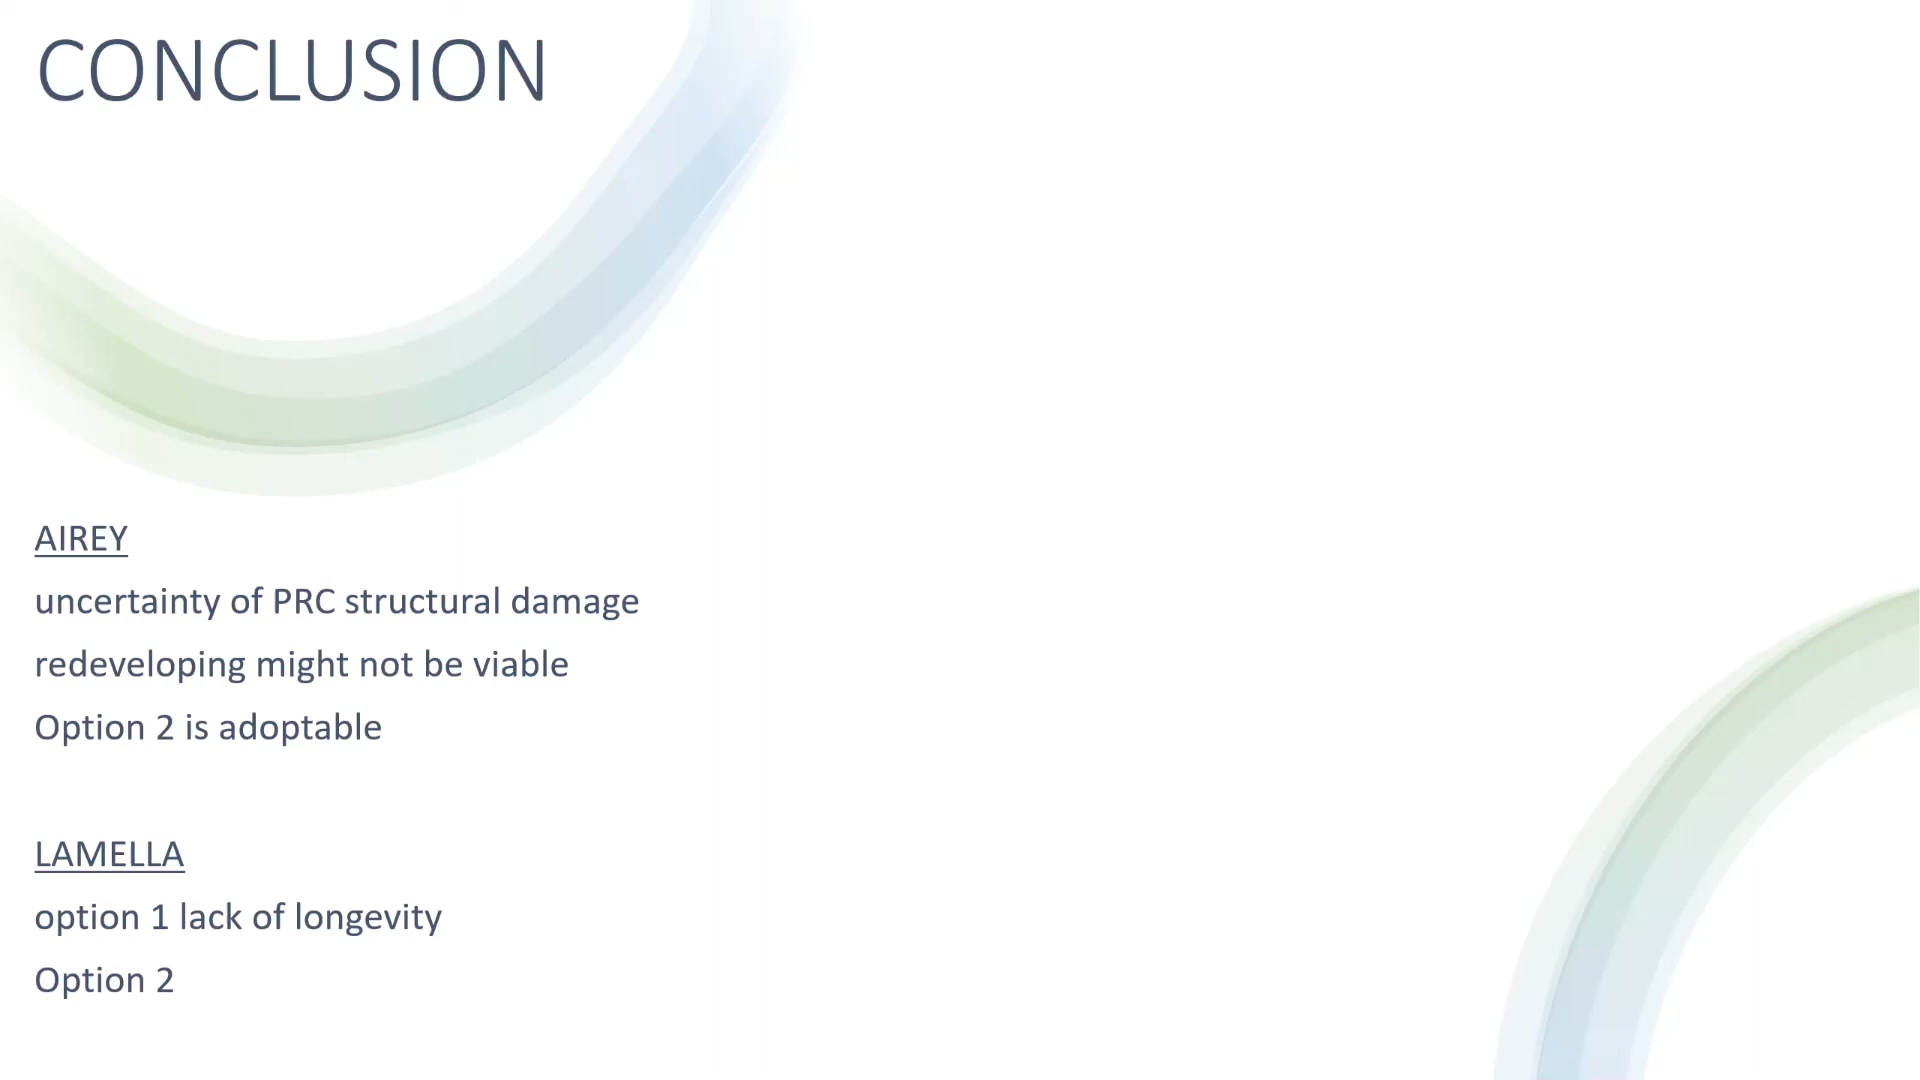 CONCLUSION
AIREY
uncertainty of PRC structural damage
redeveloping might not be viable
Option 2 is adoptable
LAMELLA
option 1 lack of longevity
Option 2